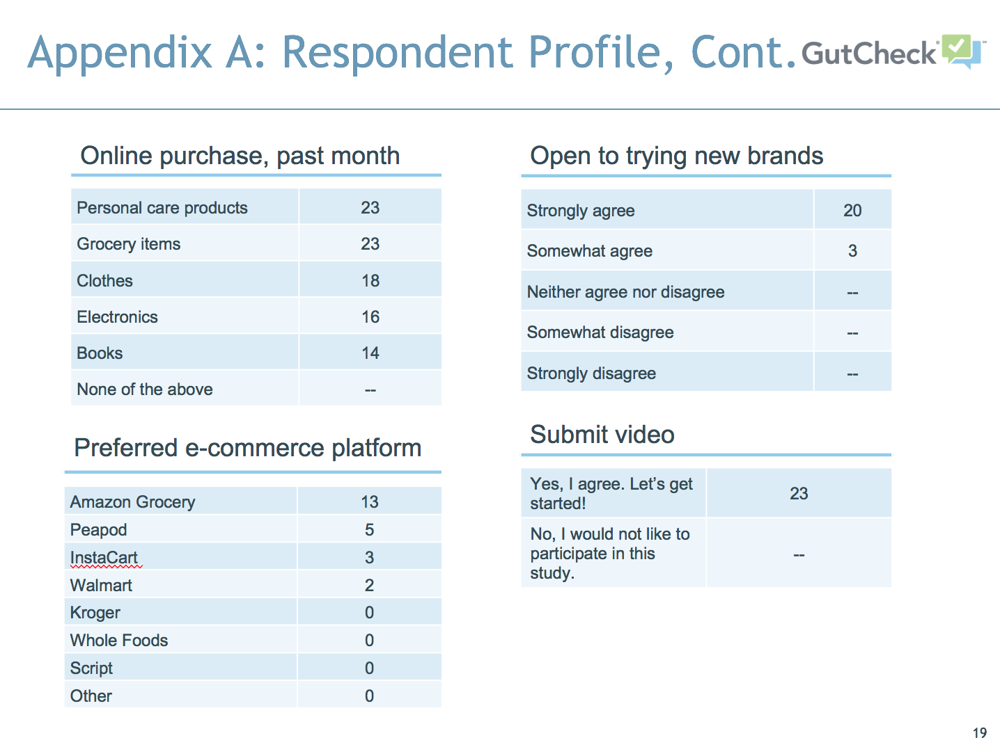 Appendix A: Respondent Profile, Cont.
GutCheck® ™
Online purchase, past month
Personal care products 23
Grocery items 23
Clothes 18
Electronics 16
Books 14
None of the above --
Preferred e-commerce platform
Amazon Grocery 13
Peapod 5
InstaCart 3
Walmart 2
Kroger 0
Whole Foods 0
Script 0
Other 0
Open to trying new brands
Strongly agree 20
Somewhat agree 3
Neither agree nor disagree --
Somewhat disagree --
Strongly disagree --
Submit video
Yes, I agree. Let’s get
started!
23
No, I would not like to
participate in this
study.
--
19